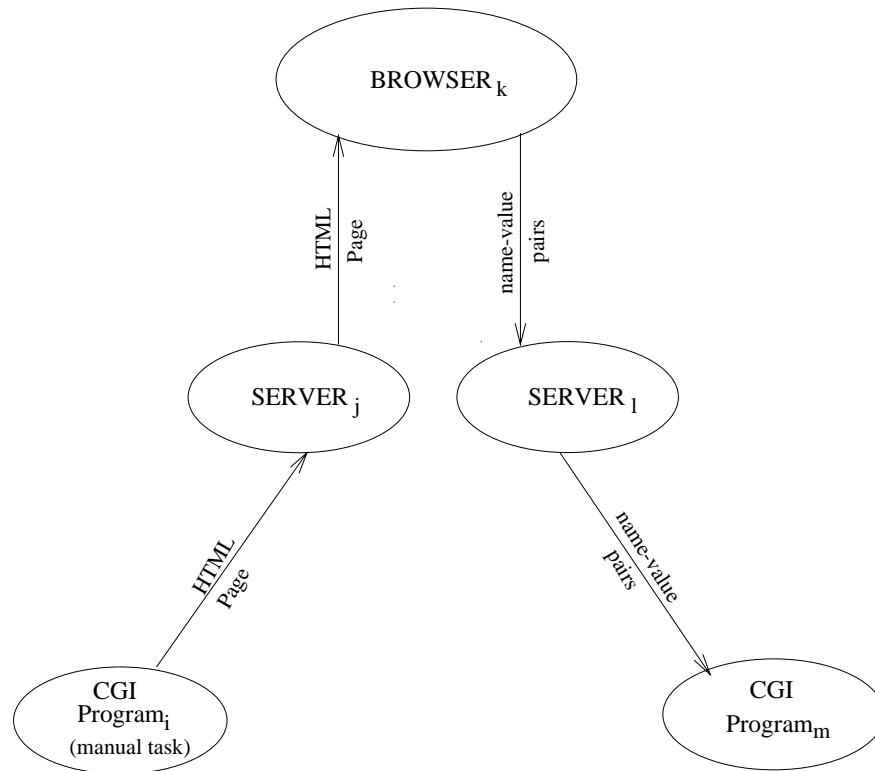 BROWSER k
HTML
Page
name-value
pairs
SERVER j
SERVER l
HTML
Page
name-value
pairs
CGI
Program i
(manual task)
CGI
Program m